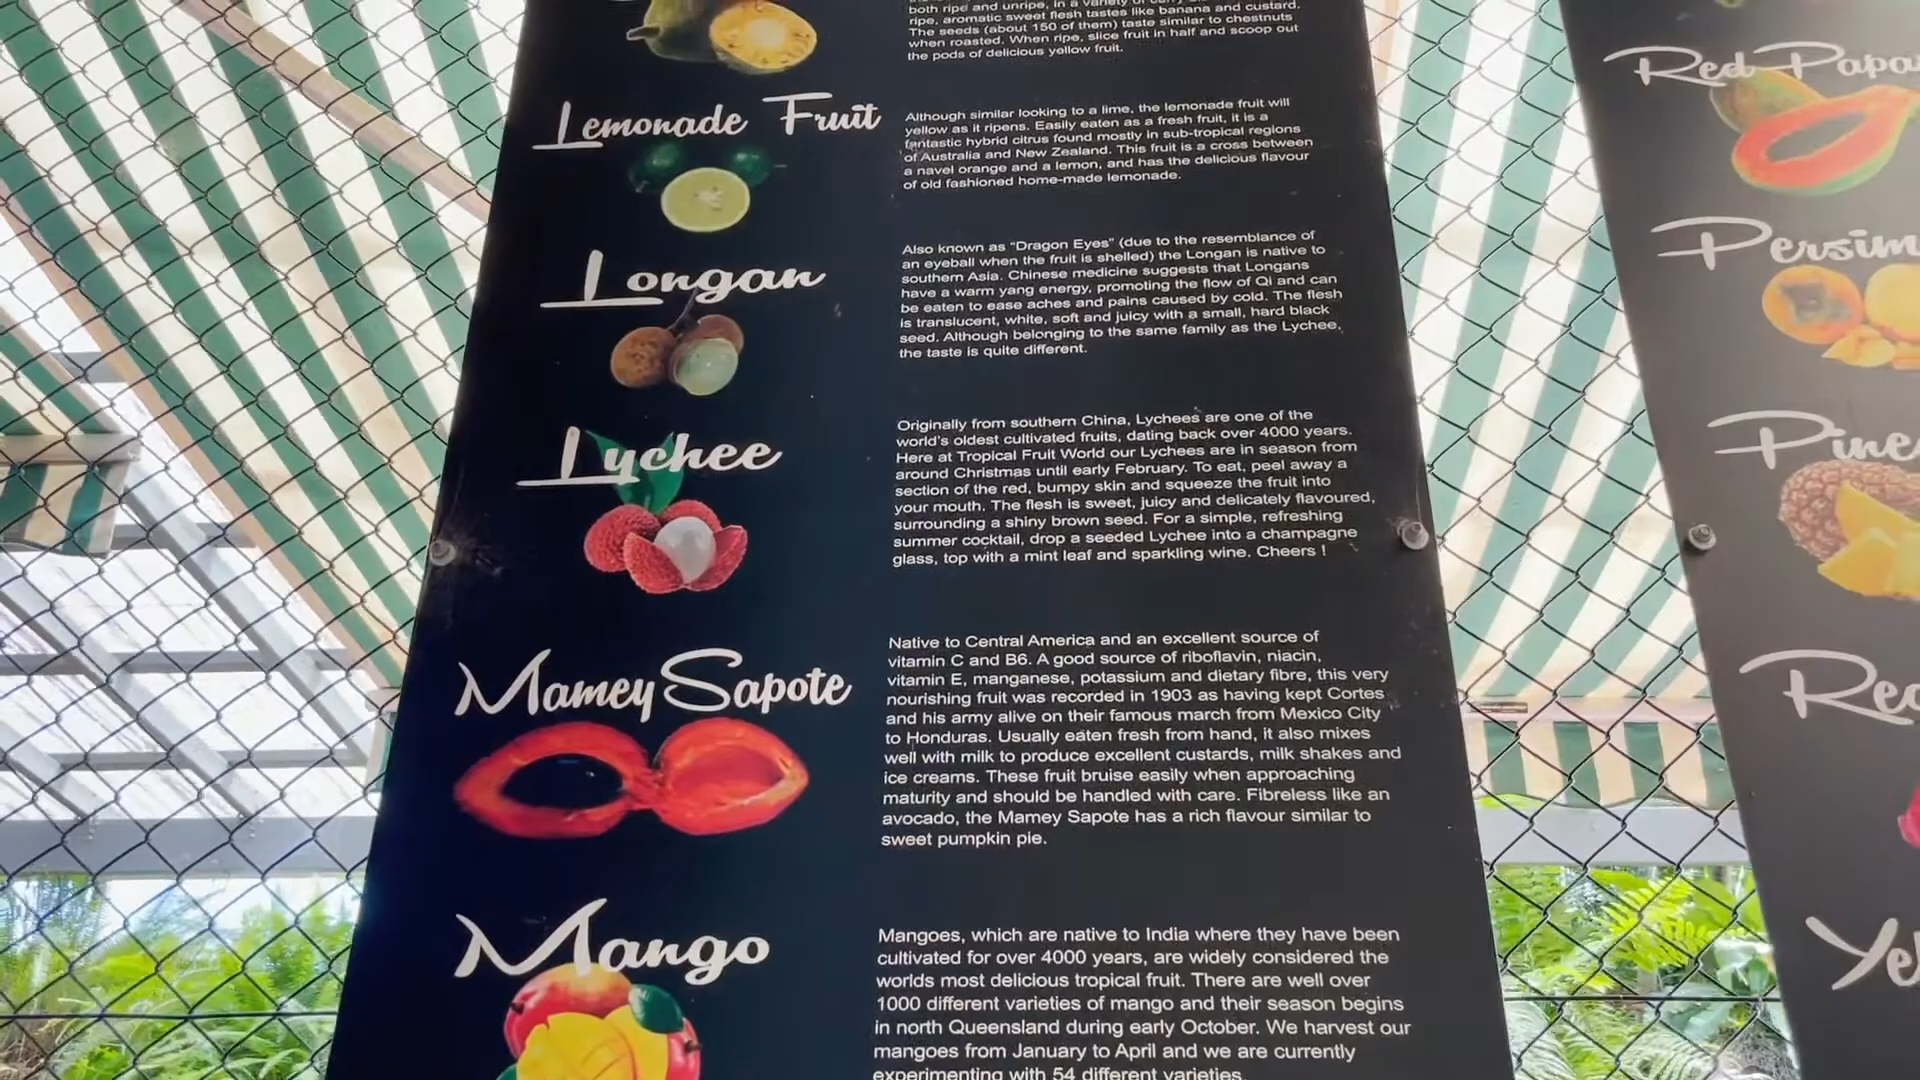 both ripe and unripe, in a variety of
ripe, aromatic sweet flesh tastes like banana and custard.
The seeds (about 150 of them) taste similar to chestnuts
when roasted. When ripe, slice fruit in half and scoop out
the pods of delicious yellow fruit.
Lemonade Fruit
Although similar looking to a lime, the lemonade fruit will
yellow as it ripens. Easily eaten as a fresh fruit, it is a
fantastic hybrid citrus found mostly in sub-tropical regions
of Australia and New Zealand. This fruit is a cross between
a navel orange and a lemon, and has the delicious flavour
of old fashioned home-made lemonade.
Longan
Also known as "Dragon Eyes" (due to the resemblance of
an eyeball when the fruit is shelled) the Longan is native to
southern Asia. Chinese medicine suggests that Longans
have a warm yang energy, promoting the flow of Qi and can
be eaten to ease aches and pains caused by cold. The flesh
is translucent, white, soft and juicy with a small, hard black
seed. Although belonging to the same family as the Lychee,
the taste is quite different.
Lychee
Originally from southern China, Lychees are one of the
world's oldest cultivated fruits, dating back over 4000 years.
Here at Tropical Fruit World our Lychees are in season from
around Christmas until early February. To eat, peel away a
section of the red, bumpy skin and squeeze the fruit into
your mouth. The flesh is sweet, juicy and delicately flavoured,
surrounding a shiny brown seed. For a simple, refreshing
summer cocktail, drop a seeded Lychee into a champagne
glass, top with a mint leaf and sparkling wine. Cheers !
Mamey Sapote
Native to Central America and an excellent source of
vitamin C and B6. A good source of riboflavin, niacin,
vitamin E, manganese, potassium and dietary fibre, this very
nourishing fruit was recorded in 1903 as having kept Cortes
and his army alive on their famous march from Mexico City
to Honduras. Usually eaten fresh from hand, it also mixes
well with milk to produce excellent custards, milk shakes and
ice creams. These fruit bruise easily when approaching
maturity and should be handled with care. Fibreless like an
avocado, the Mamey Sapote has a rich flavour similar to
sweet pumpkin pie.
Mango
Mangoes, which are native to India where they have been
cultivated for over 4000 years, are widely considered the
worlds most delicious tropical fruit. There are well over
1000 different varieties of mango and their season begins
in north Queensland during early October. We harvest our
mangoes from January to April and we are currently
experimenting with 54 different varieties.
Red Papa
Persim
Pine
Red
Yel